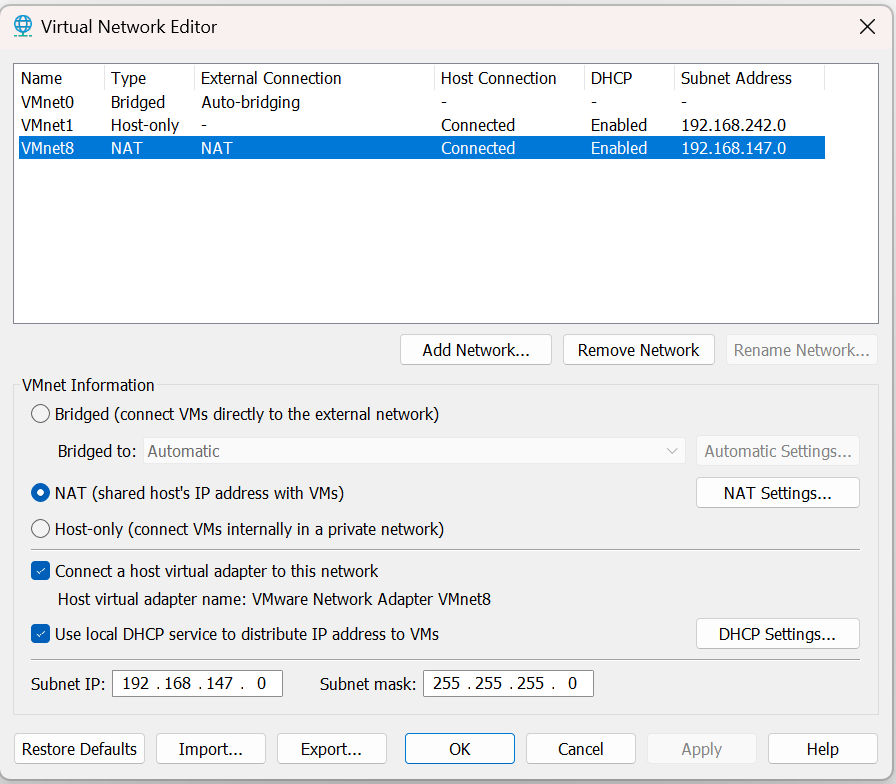 Virtual Network Editor
Name Type External Connection Host Connection DHCP Subnet Address
VMnet0 Bridged Auto-bridging - - -
VMnet1 Host-only - Connected Enabled 192.168.242.0
VMnet8 NAT NAT Connected Enabled 192.168.147.0
Add Network... Remove Network Rename Network...
VMnet Information
Bridged (connect VMs directly to the external network)
Bridged to: Automatic Automatic Settings...
NAT (shared host's IP address with VMs) NAT Settings...
Host-only (connect VMs internally in a private network)
Connect a host virtual adapter to this network
Host virtual adapter name: VMware Network Adapter VMnet8
Use local DHCP service to distribute IP address to VMs DHCP Settings...
Subnet IP: 192 . 168 . 147 . 0 Subnet mask: 255 . 255 . 255 . 0
Restore Defaults Import... Export... OK Cancel Apply Help